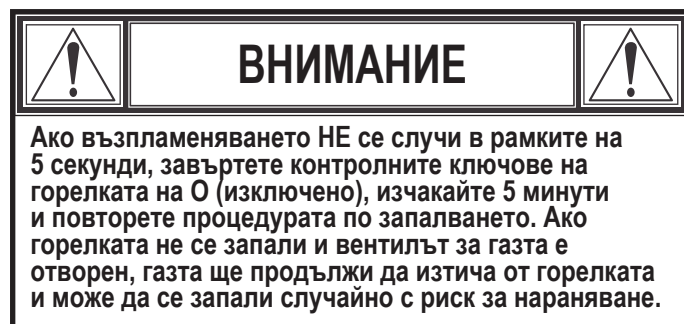 ВНИМАНИЕ
Ако възпламеняването НЕ се случи в рамките на
5 секунди, завъртете контролните ключове на
горелката на O (изключено), изчакайте 5 минути
и повторете процедурата по запалването. Ако
горелката не се запали и вентилът за газта е
отворен, газта ще продължи да изтича от горелката
и може да се запали случайно с риск за нараняване.